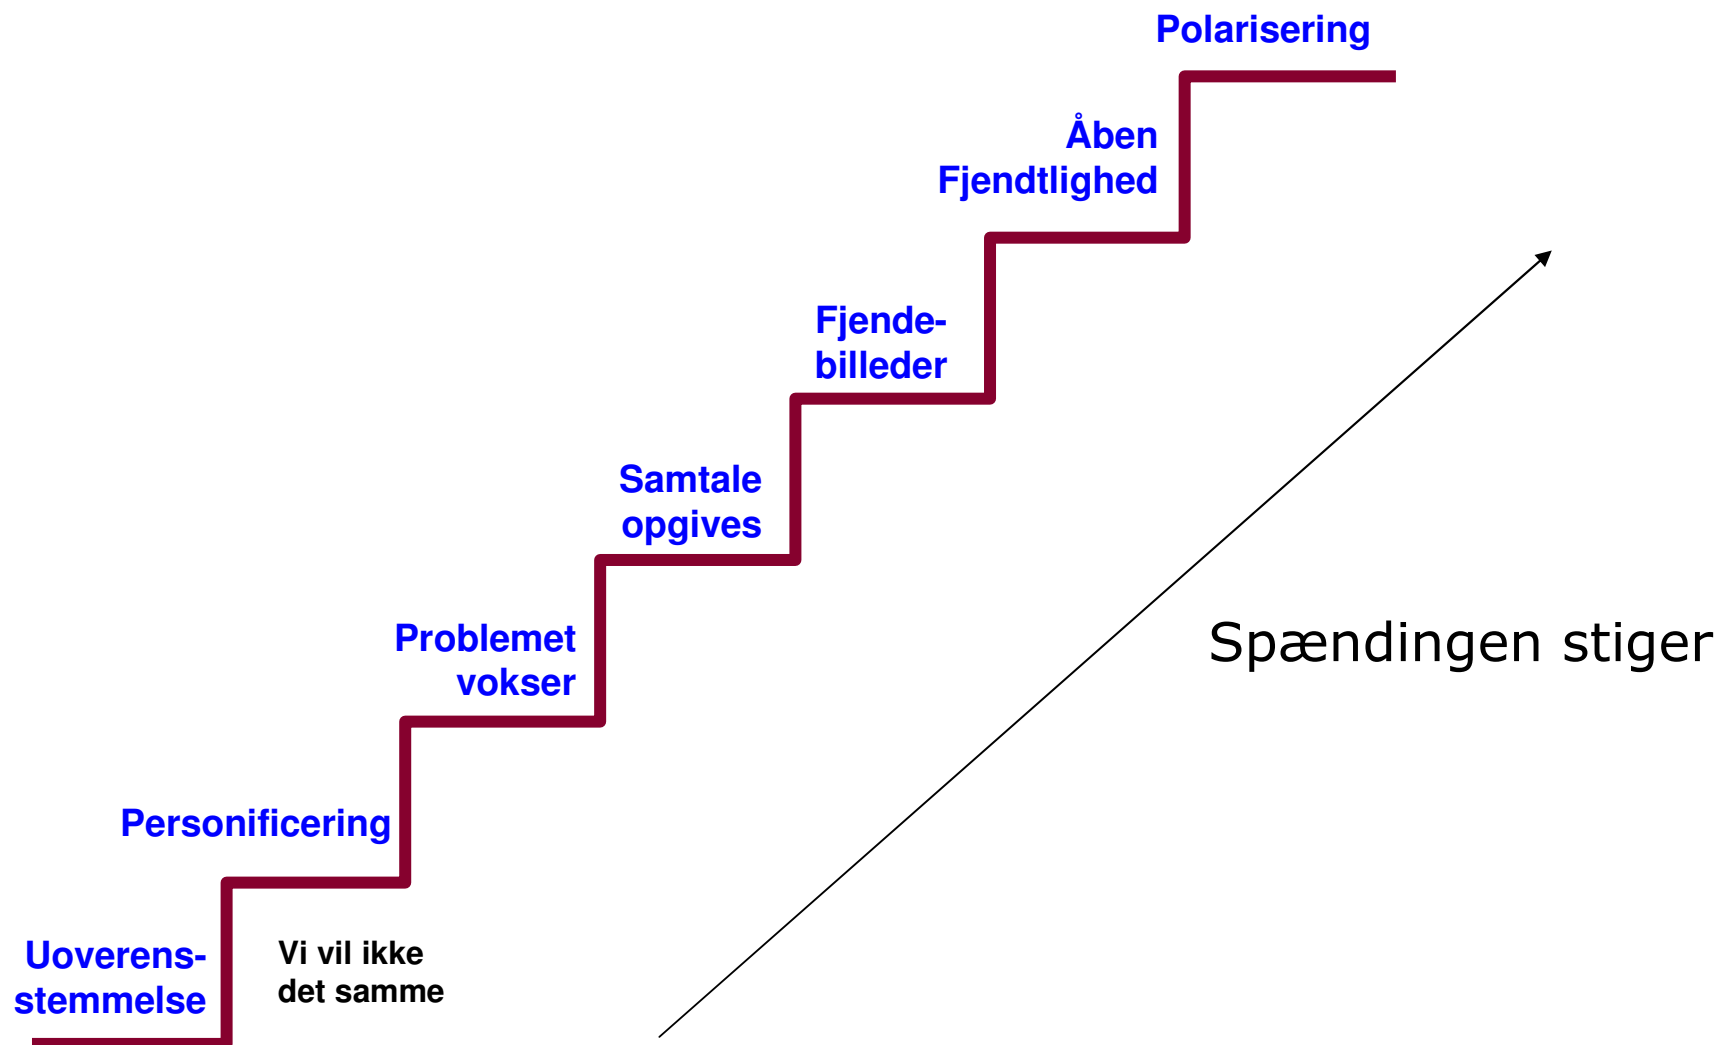 Polarisering
Åben
Fjendtlighed
Fjende-
billeder
Samtale
opgives
Problemet
vokser
Spændingen stiger
Personificering
Uoverens-
stemmelse
Vi vil ikke
det samme